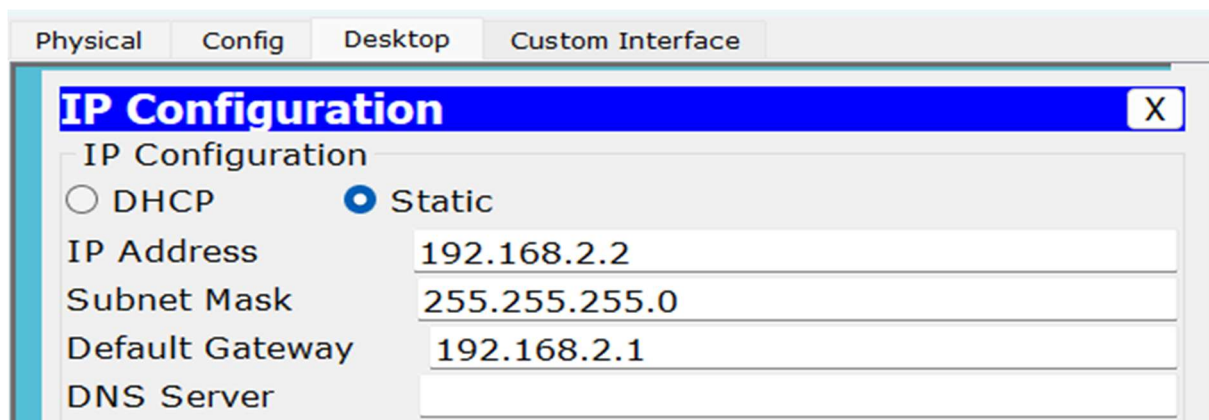 Physical Config Desktop Custom Interface
IP Configuration X
IP Configuration
DHCP Static
IP Address 192.168.2.2
Subnet Mask 255.255.255.0
Default Gateway 192.168.2.1
DNS Server